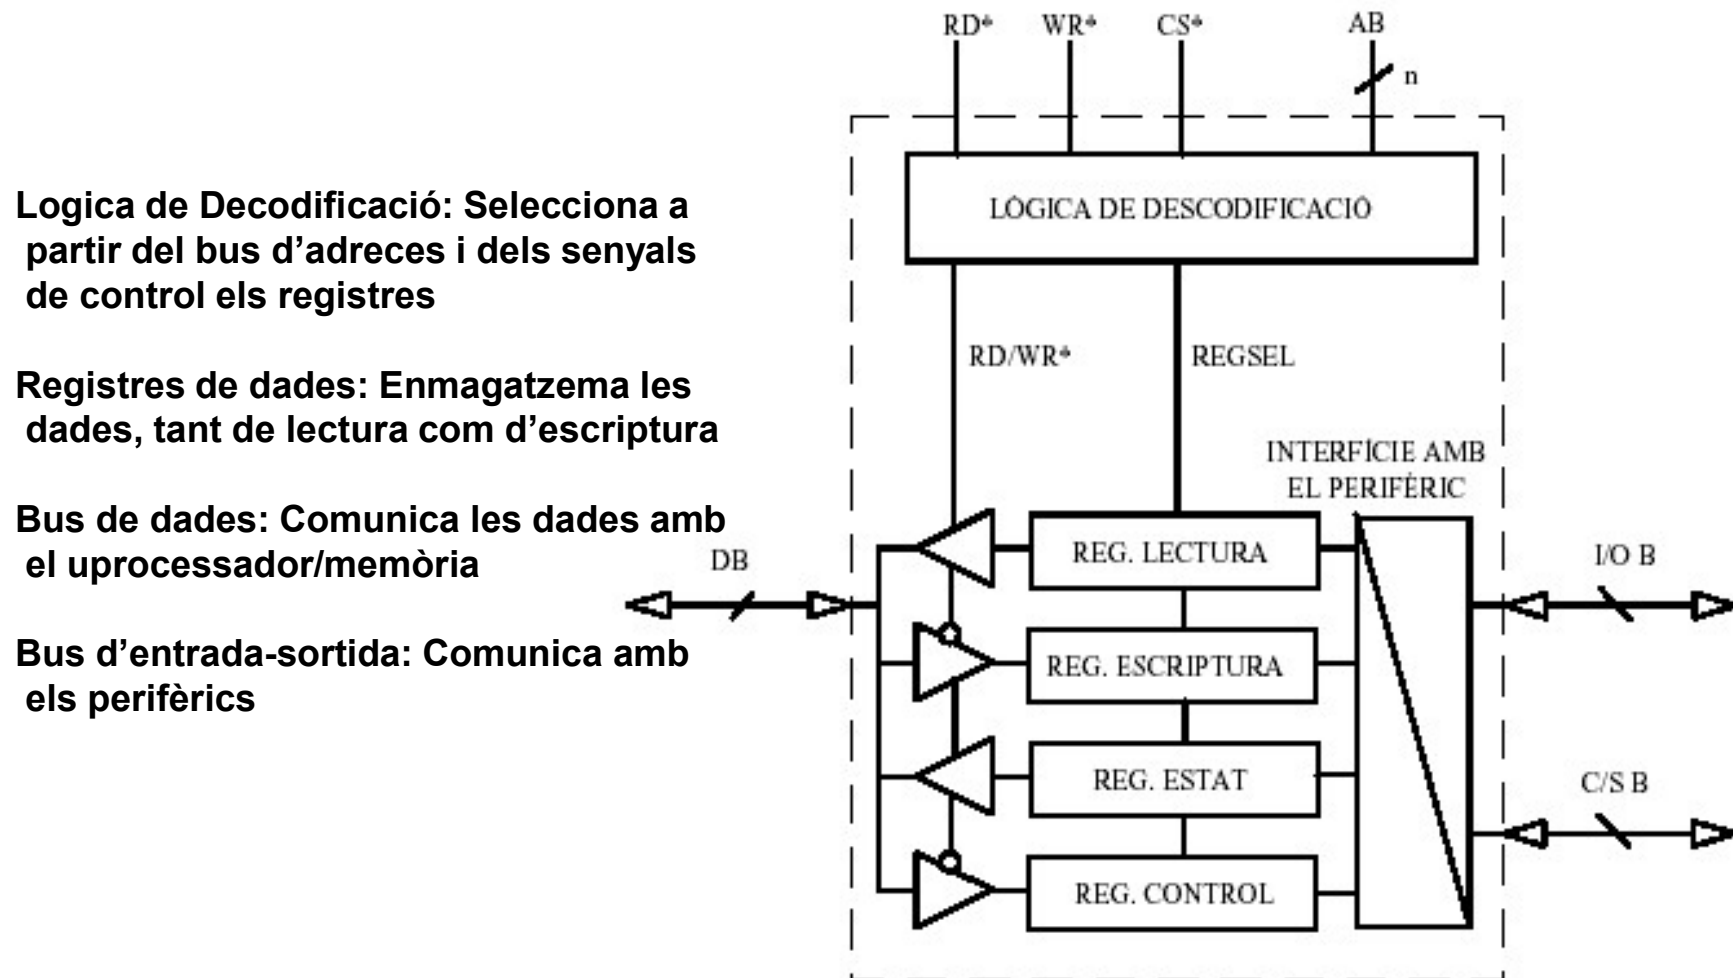 Logica de Decodificació: Selecciona a
partir del bus d'adreces i dels senyals
de control els registres
Registres de dades: Enmagatzema les
dades, tant de lectura com d'escriptura
Bus de dades: Comunica les dades amb
el uprocessador/memòria
Bus d'entrada-sortida: Comunica amb
els perifèrics
RD* WR* CS* AB
n
LÒGICA DE DESCODIFICACIÓ
RD/WR* REGSEL
INTERFÍCIE AMB
EL PERIFÈRIC
DB
REG. LECTURA
I/O B
REG. ESCRIPTURA
REG. ESTAT
C/S B
REG. CONTROL